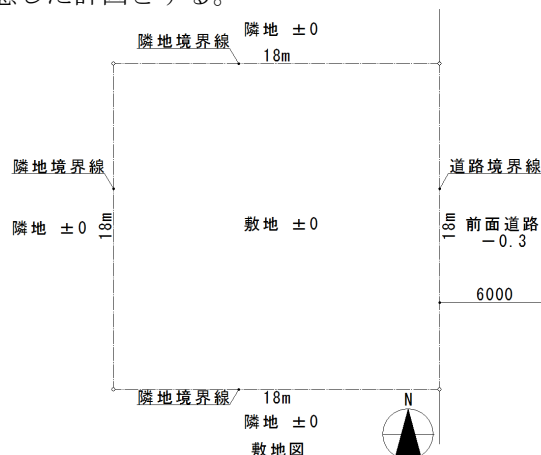 した計画をする。
隣地 ±0
隣地境界線
18m
隣地境界線
道路境界線
隣地 ±0
18m
敷地 ±0
18m
前面道路
−0.3
6000
隣地境界線
18m
N
隣地 ±0
敷地図